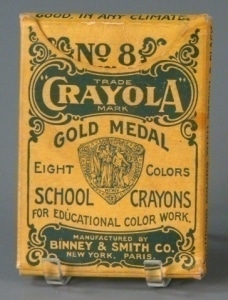 GOOD IN ANY CLIMATE.
No 8
TRADE
"CRAYOLA"
MARK
GOLD MEDAL
EIGHT COLORS
SCHOOL CRAYONS
FOR EDUCATIONAL COLOR WORK.
MANUFACTURED BY
BINNEY & SMITH CO.
NEW YORK, PARIS.